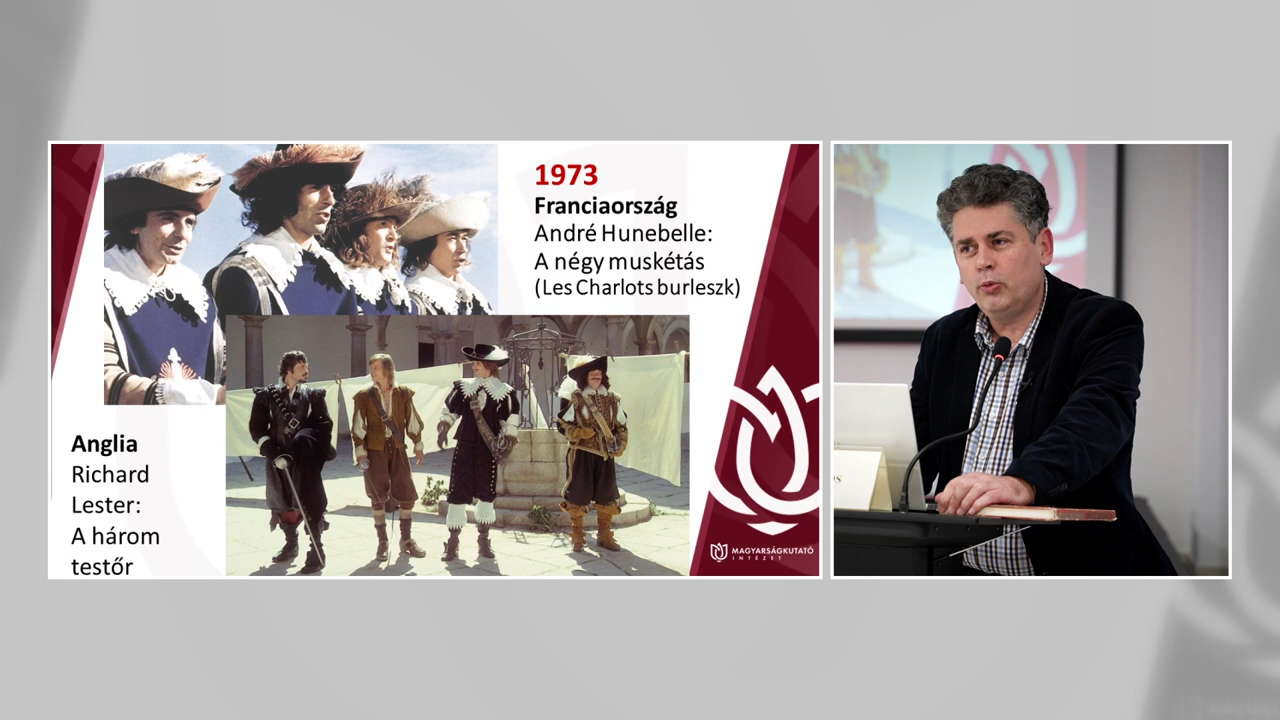 1973
Franciaország
André Hunebelle:
A négy muskétás
(Les Charlots burleszk)
Anglia
Richard
Lester:
A három
testőr
MAGYARSÁGKUTATÓ
INTÉZET